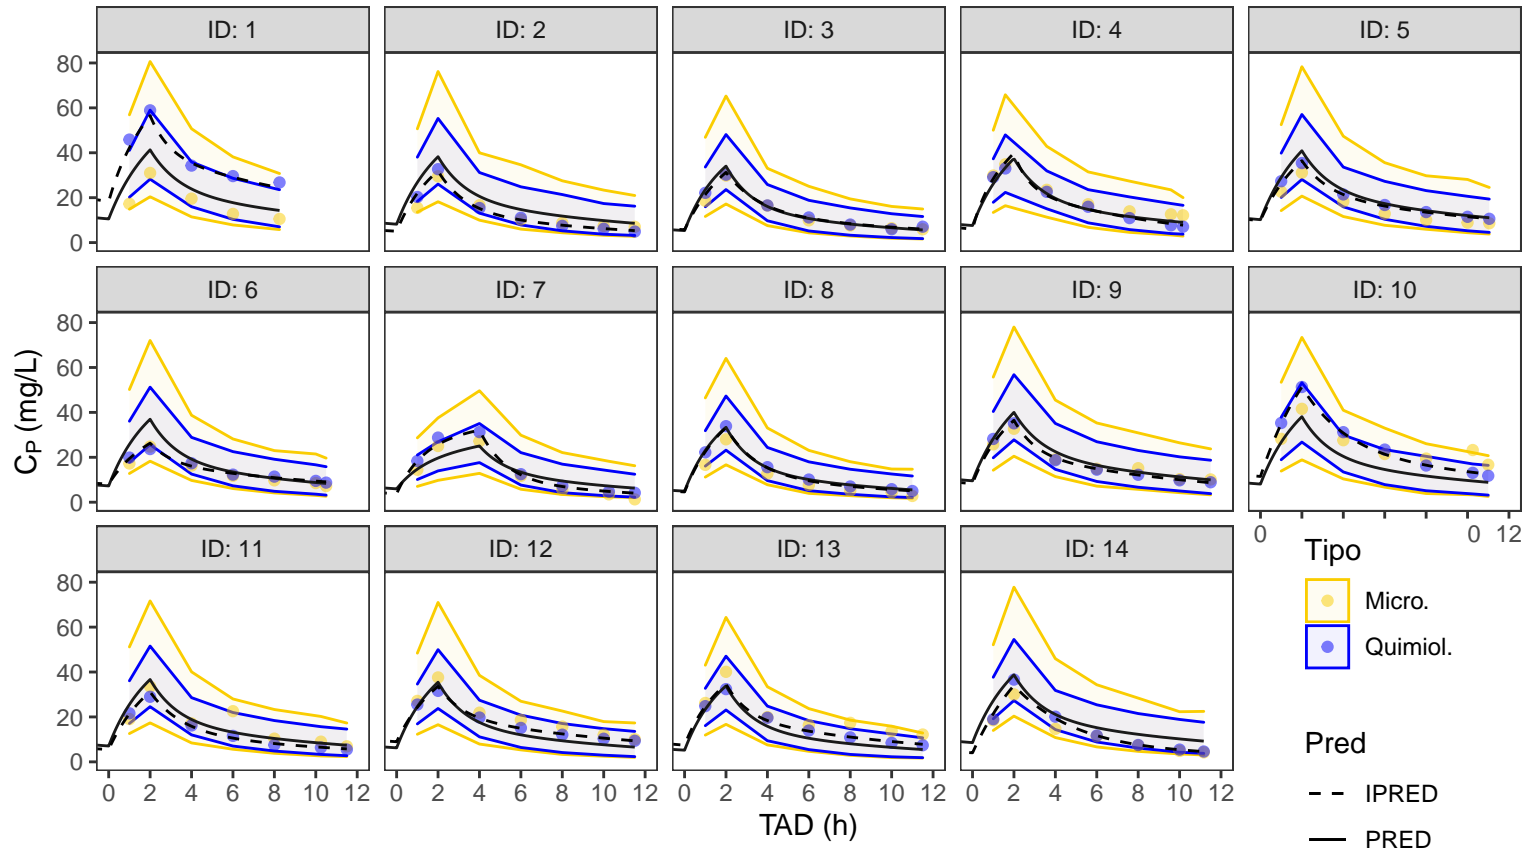 ID: 1 ID: 2 ID: 3 ID: 4 ID: 5
80
60
40
20
0
ID: 6 ID: 7 ID: 8 ID: 9 ID: 10
80
60
40
20
0
C_P (mg/L)
0 0 12
ID: 11 ID: 12 ID: 13 ID: 14
80
60
40
20
0
0 2 4 6 8 10 12 0 2 4 6 8 10 12 0 2 4 6 8 10 12 0 2 4 6 8 10 12
TAD (h)
Tipo
Micro.
Quimiol.
Pred
IPRED
PRED